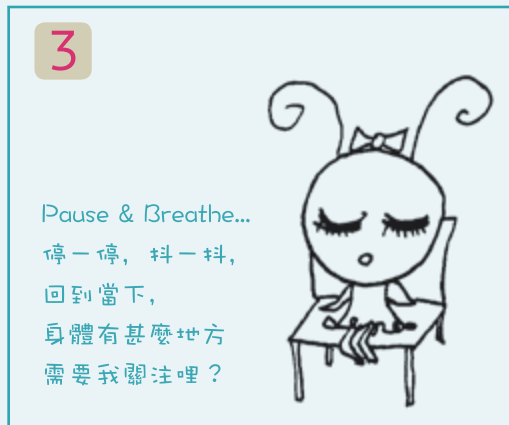 3
Pause & Breathe...
停一停，抖一抖，
回到當下，
身體有甚麼地方
需要我關注哩？